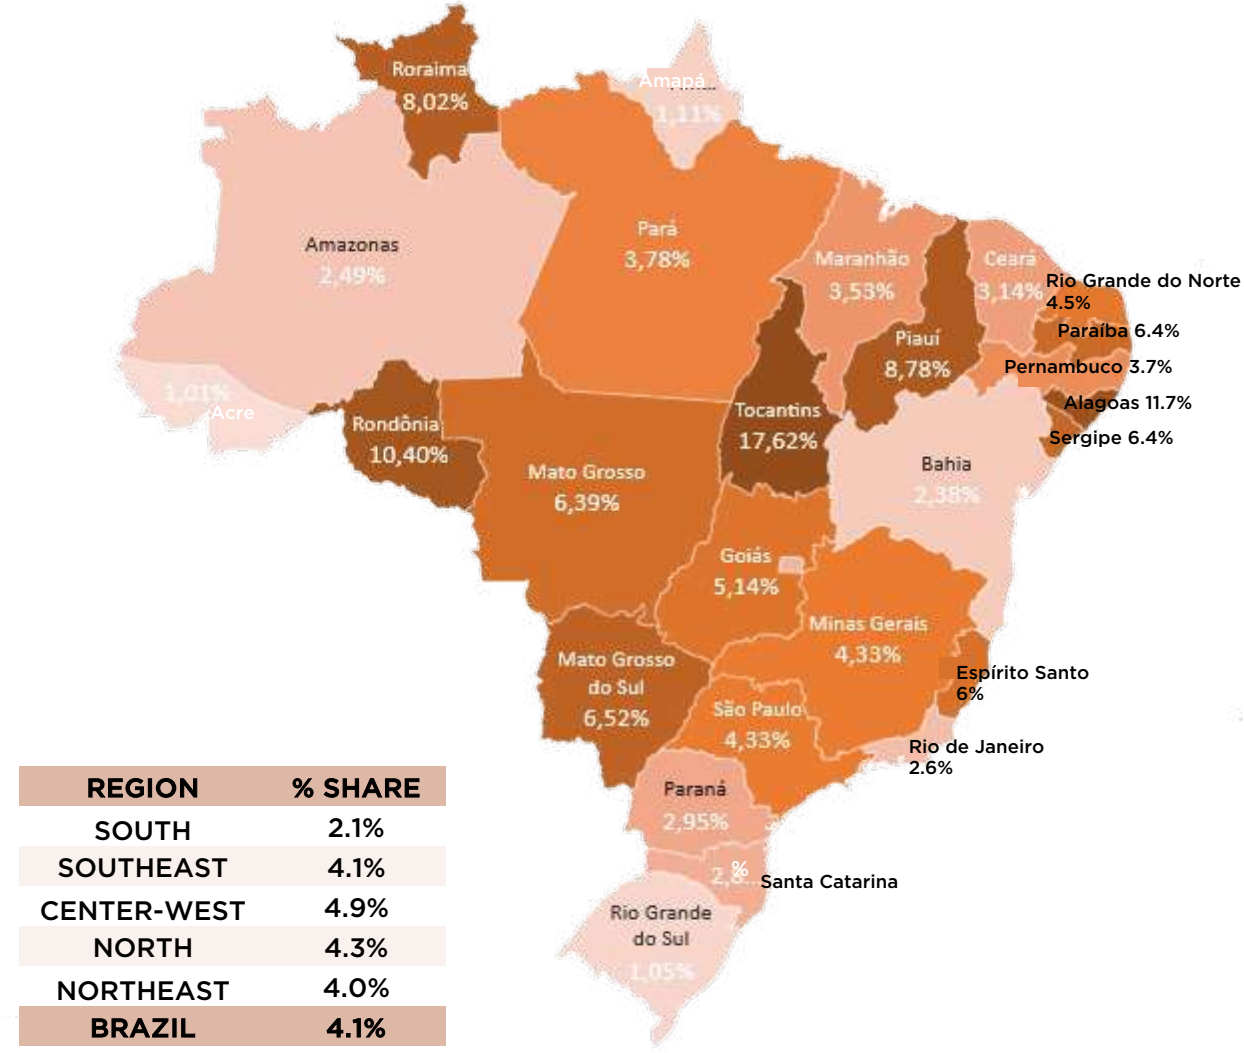 Roraima
8,02%
Amapá
1,11%
Amazonas
2,49%
Pará
3,78%
Maranhão
3,53%
Ceará
3,14%
Rio Grande do Norte
4.5%
Paraíba 6.4%
Piauí
8,78%
Pernambuco 3.7%
1,01%
Acre
Alagoas 11.7%
Tocantins
17,62%
Rondônia
10,40%
Sergipe 6.4%
Mato Grosso
6,39%
Bahia
2,38%
Goiás
5,14%
Minas Gerais
4,33%
Mato Grosso
do Sul
6,52%
Espírito Santo
6%
São Paulo
4,33%
Rio de Janeiro
2.6%
Paraná
2,95%
2,8...%
Santa Catarina
Rio Grande
do Sul
1,05%
REGION % SHARE
SOUTH 2.1%
SOUTHEAST 4.1%
CENTER-WEST 4.9%
NORTH 4.3%
NORTHEAST 4.0%
BRAZIL 4.1%